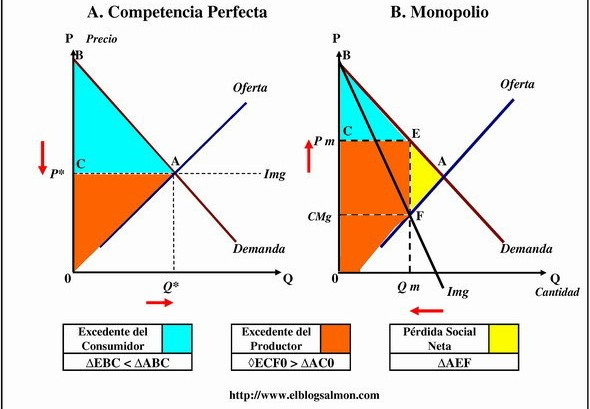 A. Competencia Perfecta
B. Monopolio
P Precio
B
Oferta
C
A
P*
Img
Demanda
0
Q*
Q
P
B
Oferta
C
E
A
P m
CMg
F
Demanda
0
Q m
Img
Q
Cantidad
Excedente del
Consumidor
ΔEBC < ΔABC
Excedente del
Productor
◊ECF0 > ΔAC0
Pérdida Social
Neta
ΔAEF
http://www.elblogsalmon.com